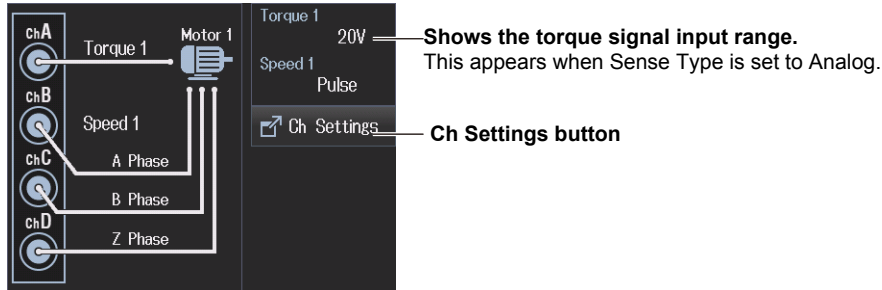 chA
Torque 1
Motor 1
chB
Speed 1
chC
A Phase
B Phase
chD
Z Phase
Torque 1
20V
Speed 1
Pulse
Ch Settings
Shows the torque signal input range.
This appears when Sense Type is set to Analog.
Ch Settings button